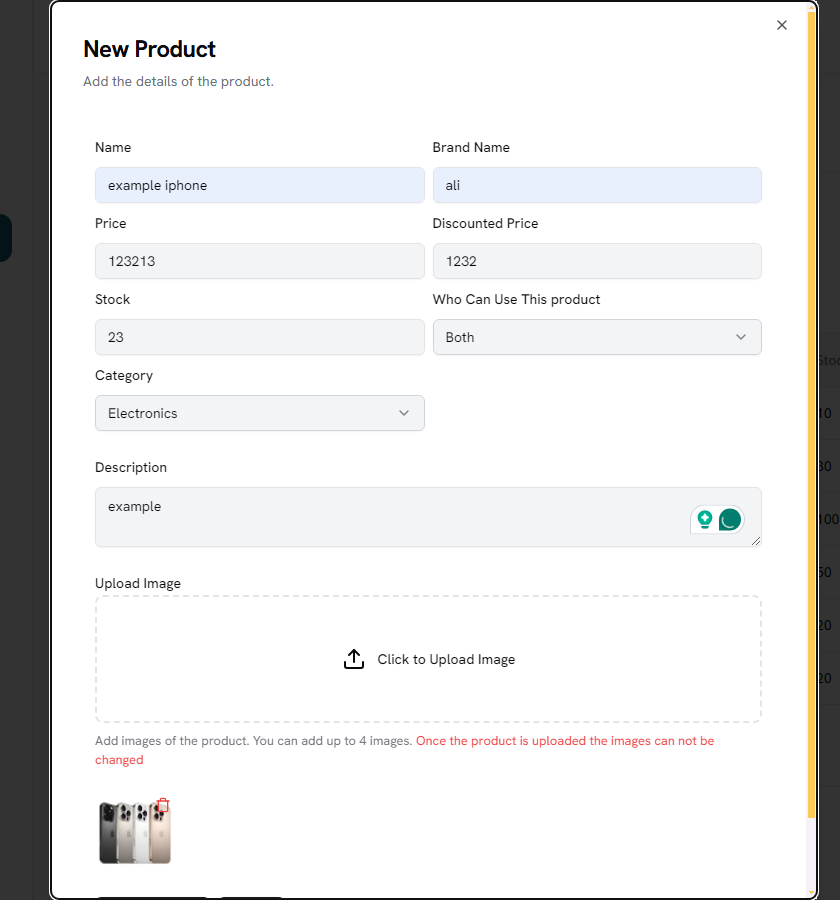 New Product
Add the details of the product.
Name
Brand Name
example iphone
ali
Price
Discounted Price
123213
1232
Stock
Who Can Use This product
23
Both
Category
Electronics
Description
example
Upload Image
Click to Upload Image
Add images of the product. You can add up to 4 images. Once the product is uploaded the images can not be
changed
10
30
100
50
20
20